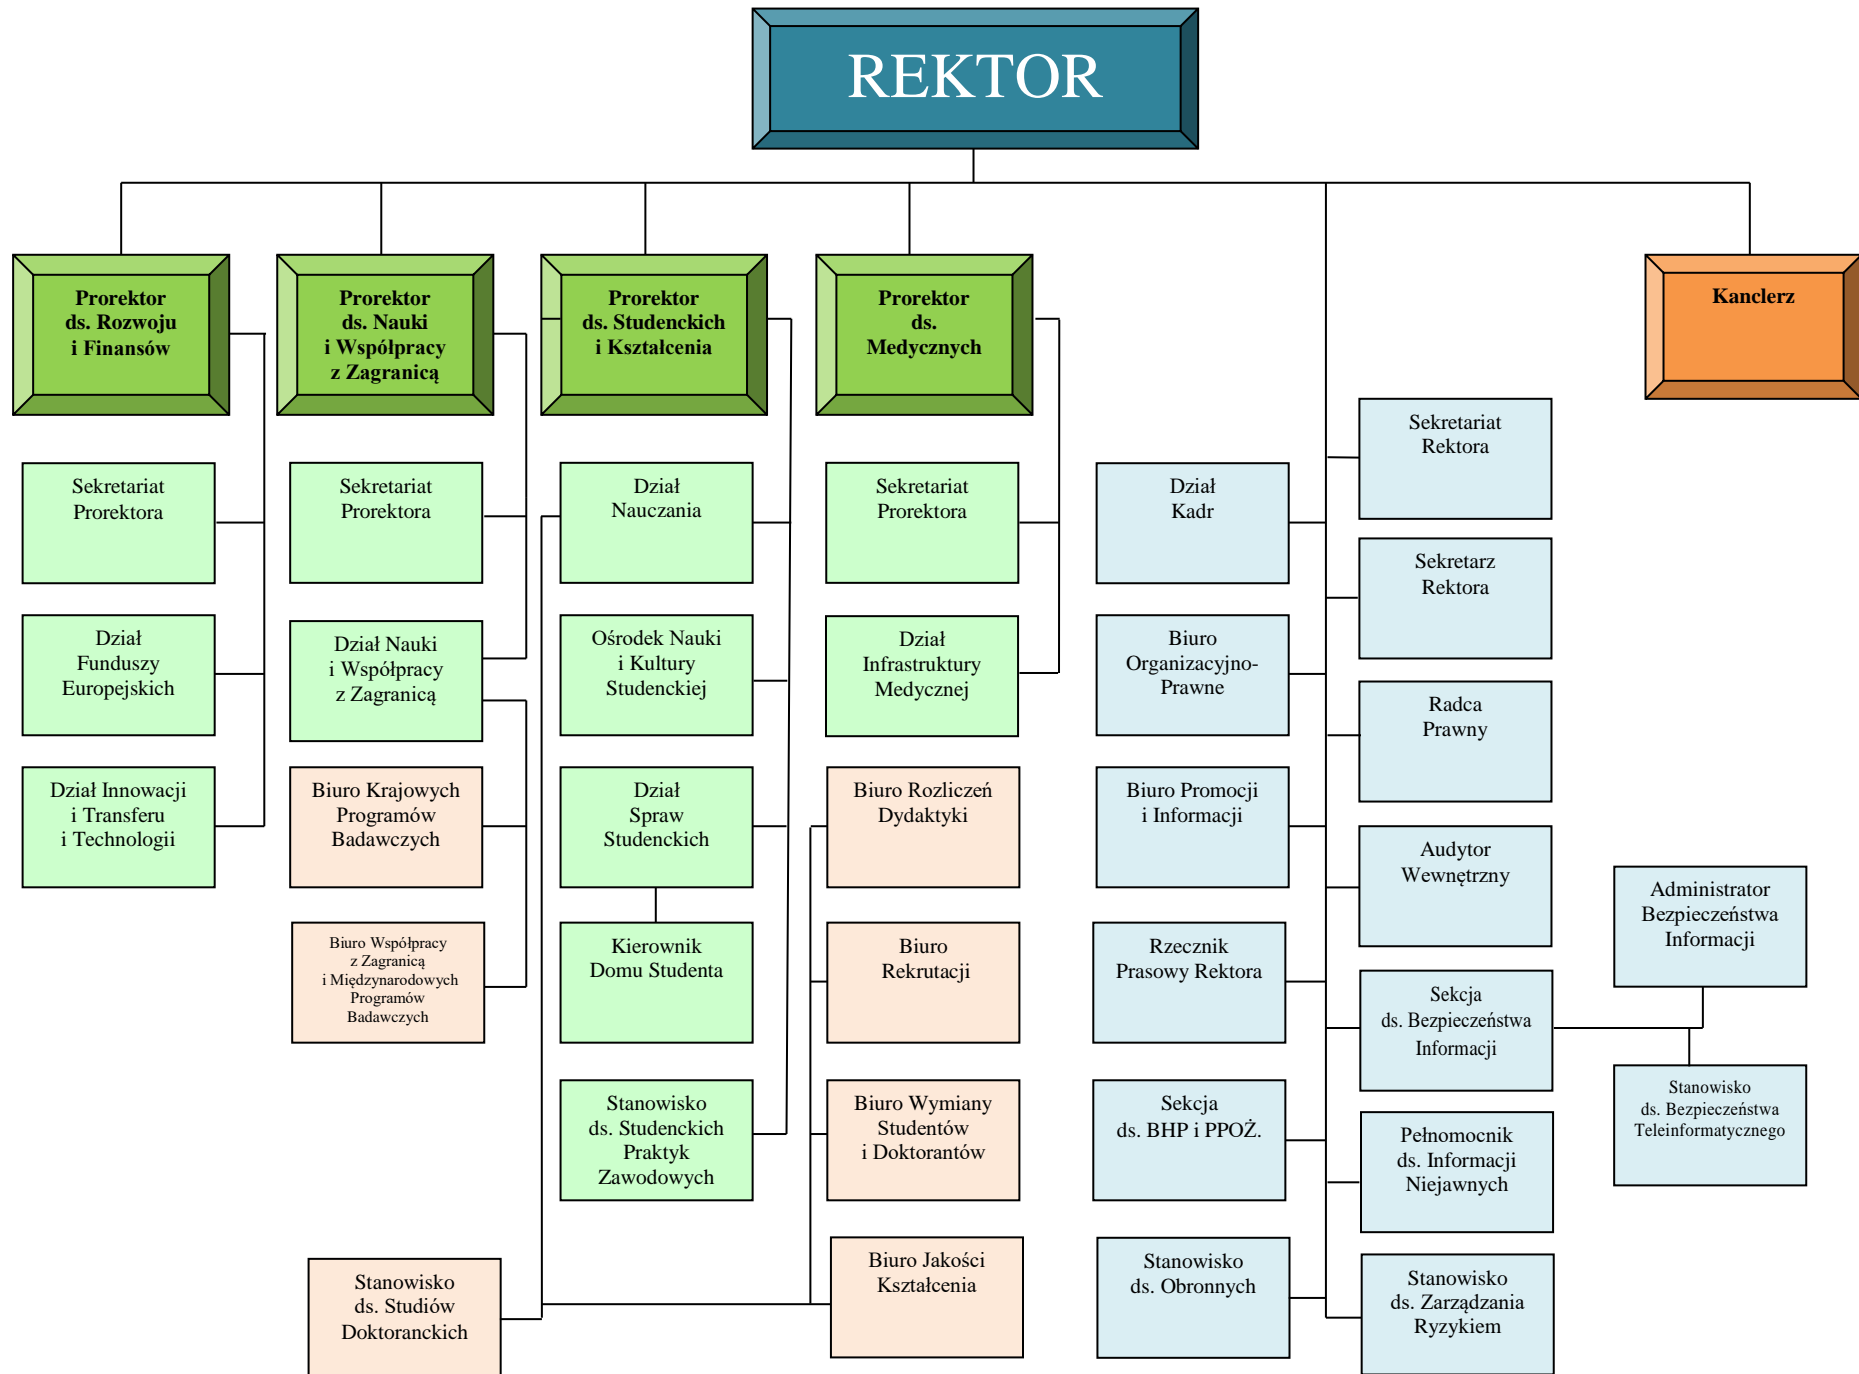 REKTOR
Prorektor
ds. Rozwoju
i Finansów
Prorektor
ds. Nauki
i Współpracy
z Zagranicą
Prorektor
ds. Studenckich
i Kształcenia
Prorektor
ds.
Medycznych
Kanclerz
Sekretariat
Prorektora
Dział
Funduszy
Europejskich
Dział Innowacji
i Transferu
i Technologii
Sekretariat
Prorektora
Dział Nauki
i Współpracy
z Zagranicą
Biuro Krajowych
Programów
Badawczych
Biuro Współpracy
z Zagranicą
i Międzynarodowych
Programów
Badawczych
Stanowisko
ds. Studiów
Doktoranckich
Dział
Nauczania
Ośrodek Nauki
i Kultury
Studenckiej
Dział
Spraw
Studenckich
Kierownik
Domu Studenta
Stanowisko
ds. Studenckich
Praktyk
Zawodowych
Sekretariat
Prorektora
Dział
Infrastruktury
Medycznej
Biuro Rozliczeń
Dydaktyki
Biuro
Rekrutacji
Biuro Wymiany
Studentów
i Doktorantów
Biuro Jakości
Kształcenia
Dział
Kadr
Biuro
Organizacyjno-
Prawne
Biuro Promocji
i Informacji
Rzecznik
Prasowy Rektora
Sekcja
ds. BHP i PPOŻ.
Stanowisko
ds. Obronnych
Sekretariat
Rektora
Sekretarz
Rektora
Radca
Prawny
Audytor
Wewnętrzny
Sekcja
ds. Bezpieczeństwa
Informacji
Pełnomocnik
ds. Informacji
Niejawnych
Stanowisko
ds. Zarządzania
Ryzykiem
Administrator
Bezpieczeństwa
Informacji
Stanowisko
ds. Bezpieczeństwa
Teleinformatycznego